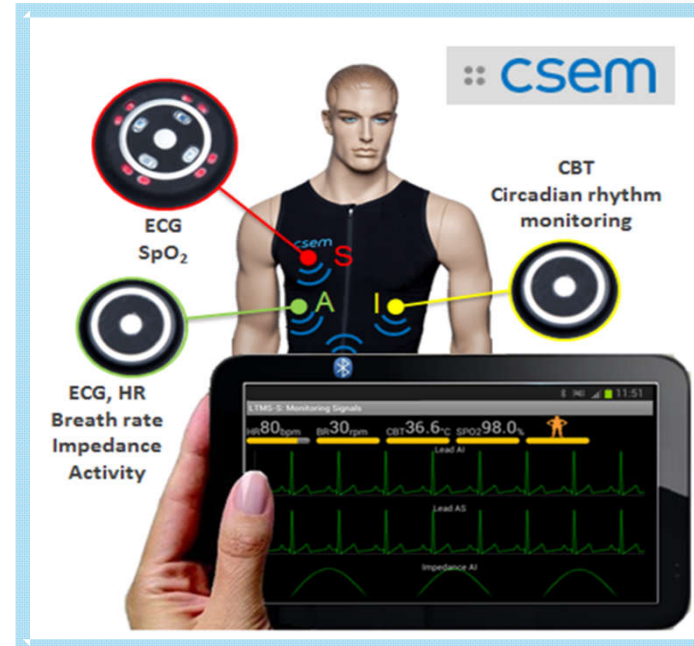 csem
CBT
Circadian rhythm
monitoring
ECG
SpO₂
csem
S
A
I
ECG, HR
Breath rate
Impedance
Activity
11:51
LTMS-S: Monitoring Signals
HR80bpm BR30rpm CBT36.6°C SPO298.0%
Lead AI
Lead AS
Impedance AI